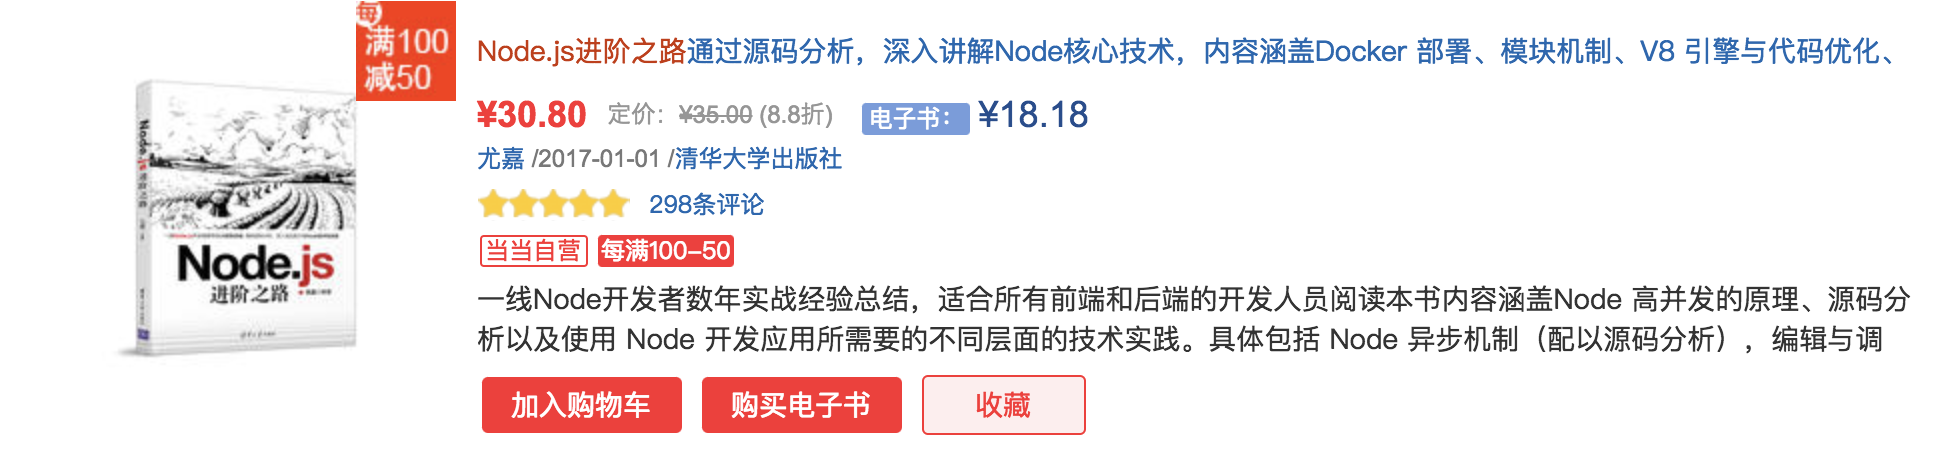 每
满100
减50
Node.js进阶之路
Node.js
进阶之路
Node.js进阶之路通过源码分析，深入讲解Node核心技术，内容涵盖Docker 部署、模块机制、V8 引擎与代码优化、
¥30.80 定价：¥35.00 (8.8折) 电子书： ¥18.18
尤嘉 /2017-01-01 /清华大学出版社
298条评论
当当自营 每满100-50
一线Node开发者数年实战经验总结，适合所有前端和后端的开发人员阅读本书内容涵盖Node 高并发的原理、源码分
析以及使用 Node 开发应用所需要的不同层面的技术实践。具体包括 Node 异步机制（配以源码分析），编辑与调
加入购物车 购买电子书 收藏